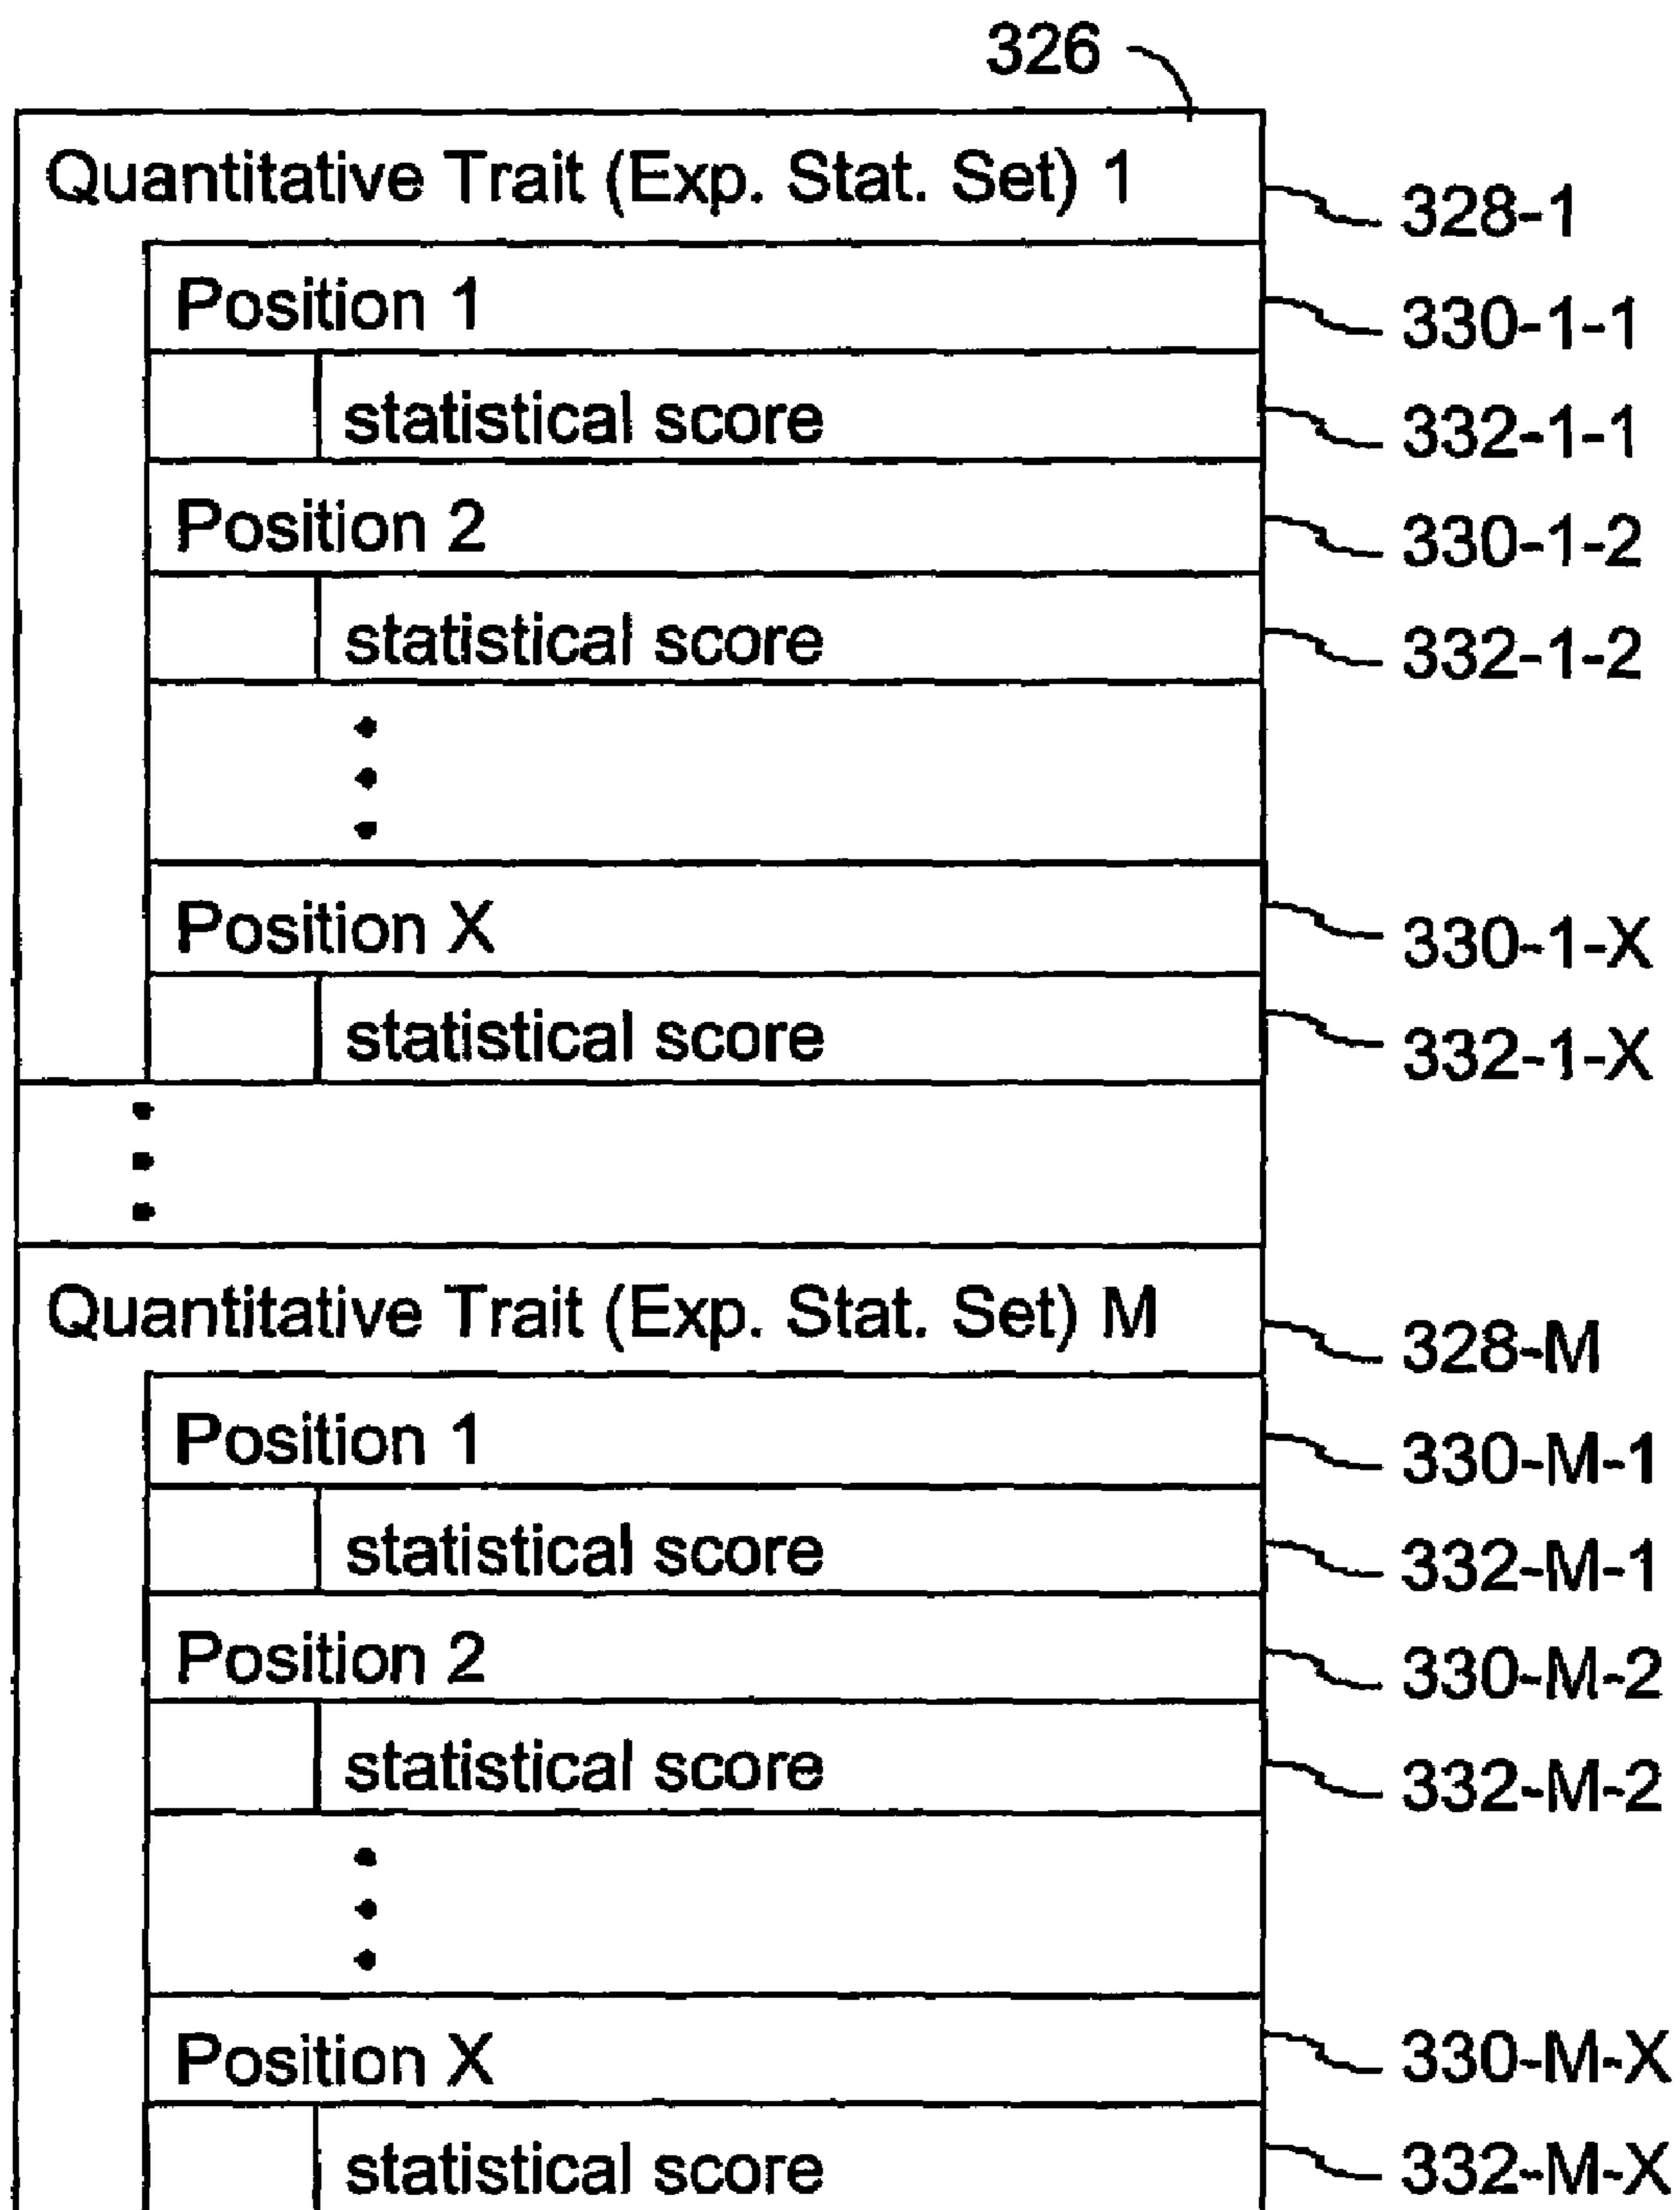 326
Quantitative Trait (Exp. Stat. Set) 1 328-1
Position 1 330-1-1
statistical score 332-1-1
Position 2 330-1-2
statistical score 332-1-2
Position X 330-1-X
statistical score 332-1-X
Quantitative Trait (Exp. Stat. Set) M 328-M
Position 1 330-M-1
statistical score 332-M-1
Position 2 330-M-2
statistical score 332-M-2
Position X 330-M-X
statistical score 332-M-X